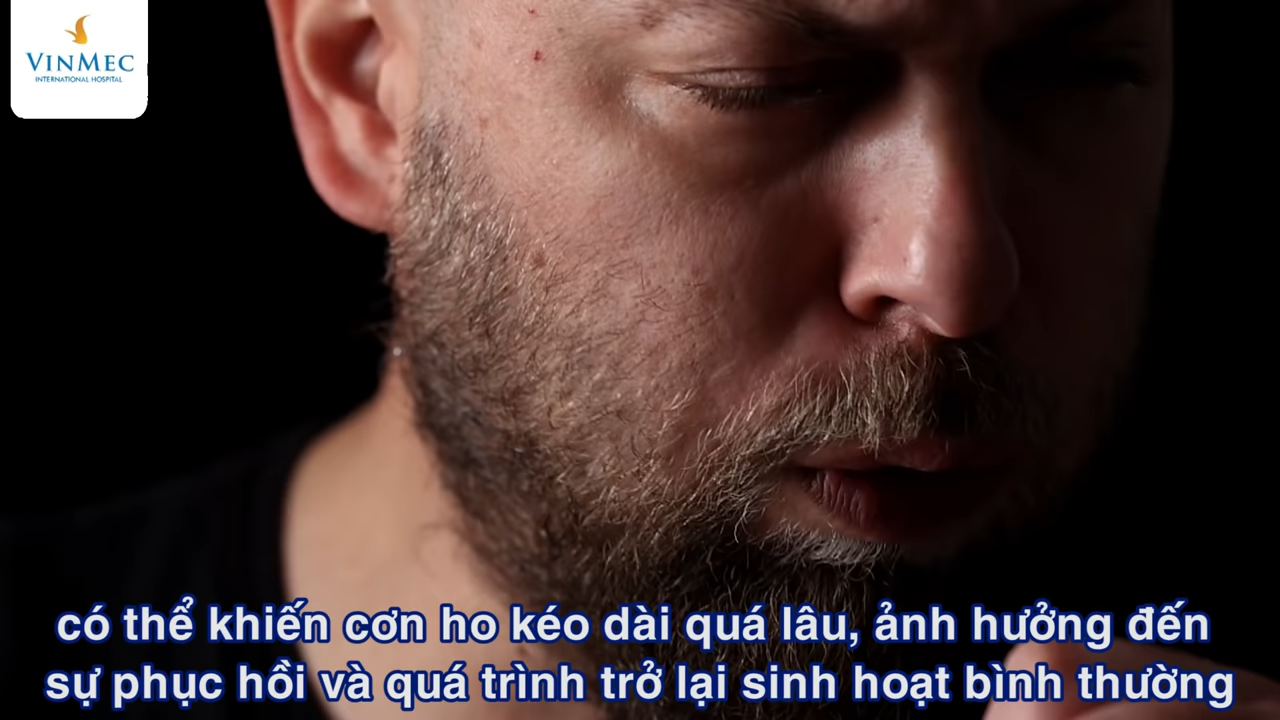 VINMEC
INTERNATIONAL HOSPITAL
có thể khiến cơn ho kéo dài quá lâu, ảnh hưởng đến
sự phục hồi và quá trình trở lại sinh hoạt bình thường